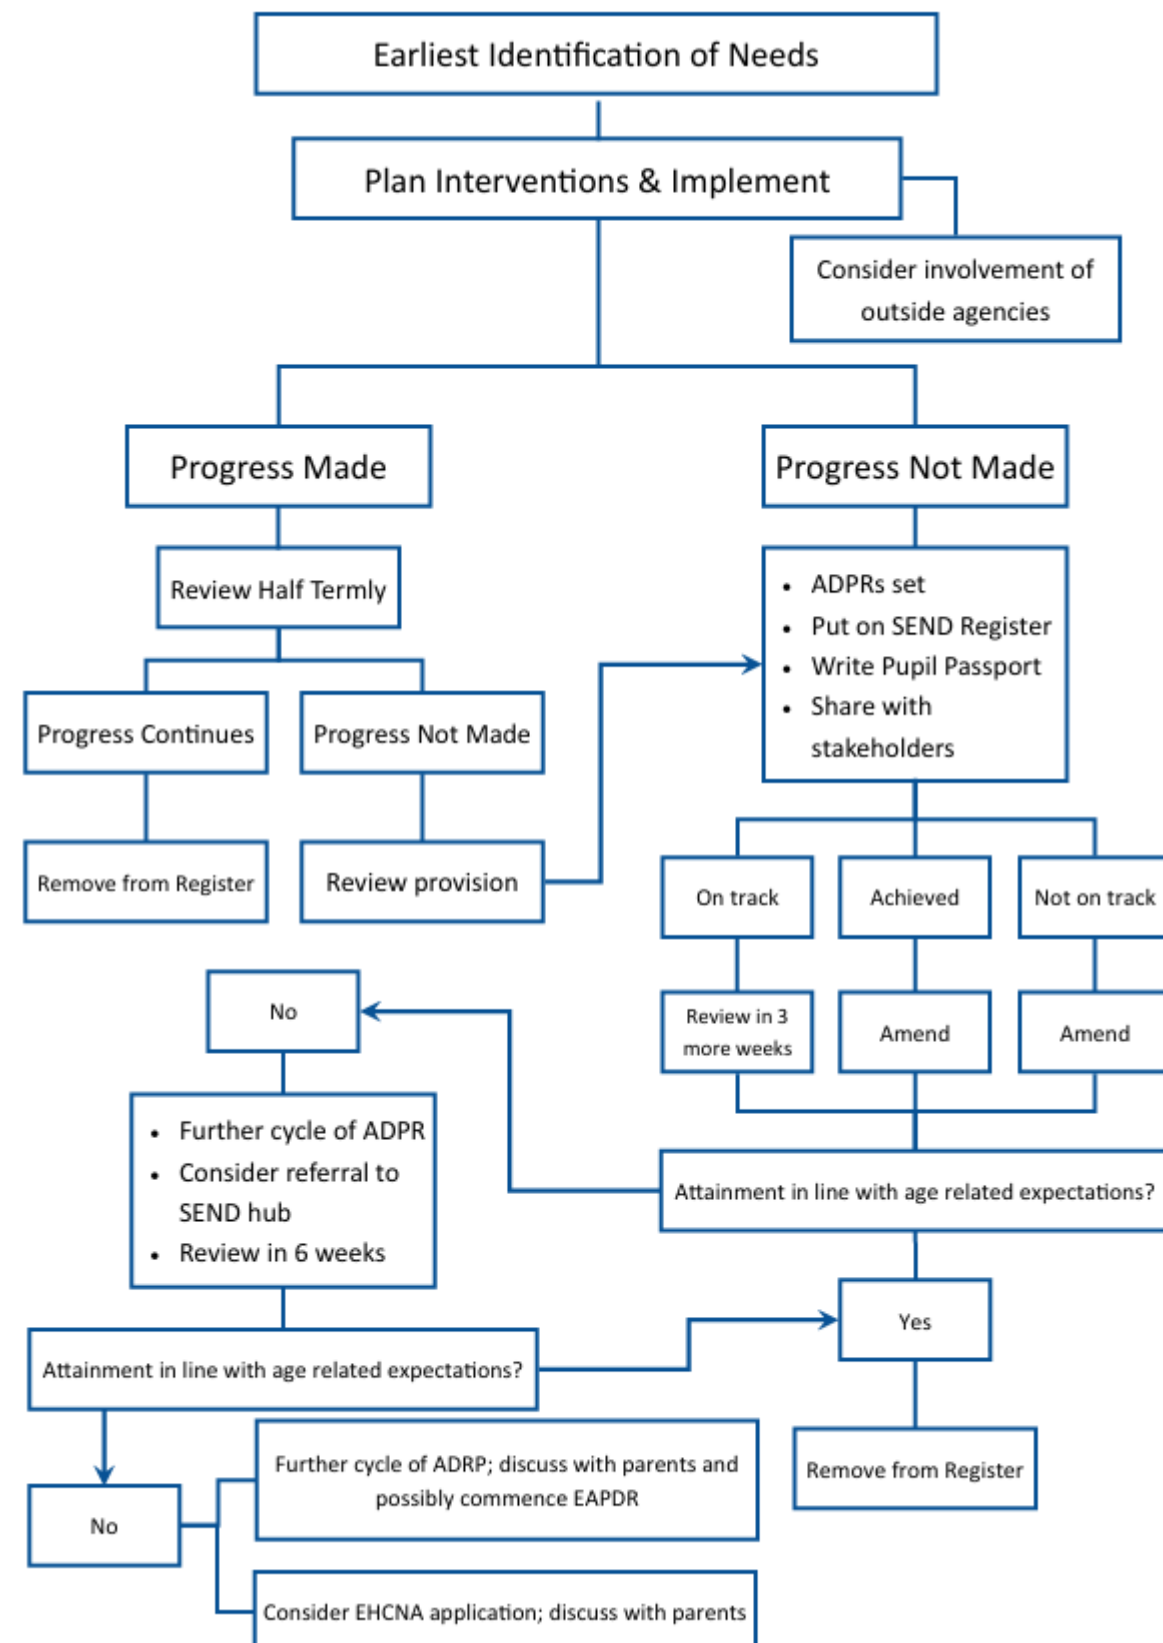 Earliest Identification of Needs
Plan Interventions & Implement
Consider involvement of
outside agencies
Progress Made
Progress Not Made
Review Half Termly
• ADPRs set
• Put on SEND Register
• Write Pupil Passport
• Share with
stakeholders
Progress Continues
Progress Not Made
Remove from Register
Review provision
On track
Achieved
Not on track
Review in 3
more weeks
Amend
Amend
No
• Further cycle of ADPR
• Consider referral to
SEND hub
• Review in 6 weeks
Attainment in line with age related expectations?
Yes
Attainment in line with age related expectations?
Remove from Register
No
Further cycle of ADRP; discuss with parents and
possibly commence EAPDR
Consider EHCNA application; discuss with parents